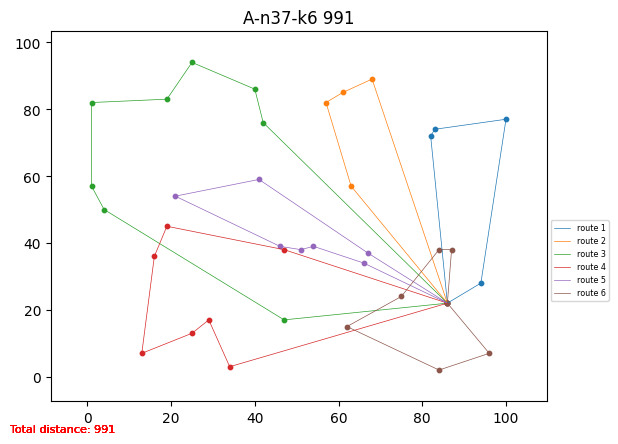 A-n37-k6 991
100
80
60
40
20
0
0 20 40 60 80 100
route 1
route 2
route 3
route 4
route 5
route 6
Total distance: 991